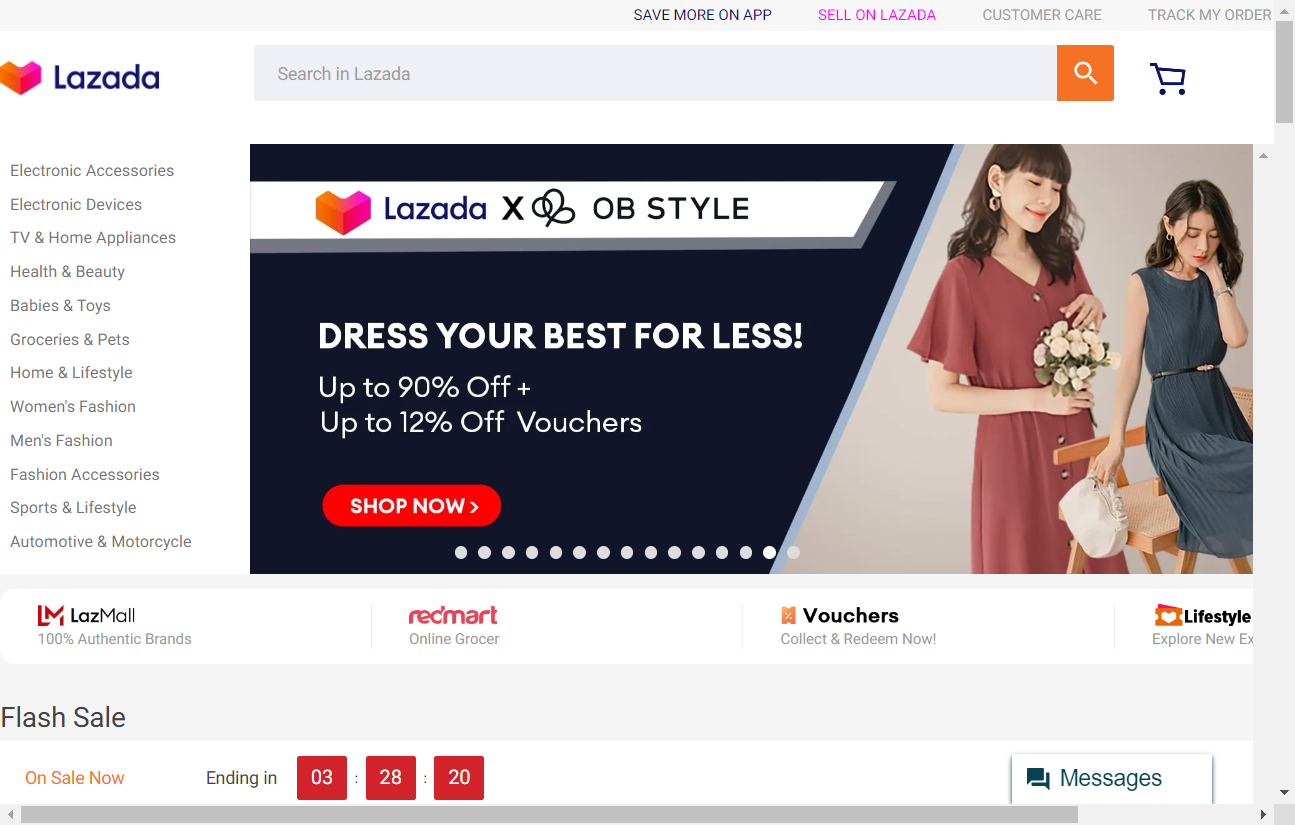 SAVE MORE ON APP
SELL ON LAZADA
CUSTOMER CARE
TRACK MY ORDER
Lazada
Search in Lazada
Electronic Accessories
Electronic Devices
TV & Home Appliances
Health & Beauty
Babies & Toys
Groceries & Pets
Home & Lifestyle
Women's Fashion
Men's Fashion
Fashion Accessories
Sports & Lifestyle
Automotive & Motorcycle
Lazada X OB STYLE
DRESS YOUR BEST FOR LESS!
Up to 90% Off +
Up to 12% Off Vouchers
SHOP NOW >
LazMall
100% Authentic Brands
redmart
Online Grocer
Vouchers
Collect & Redeem Now!
Lifestyle
Explore New Ex
Flash Sale
On Sale Now
Ending in 03 : 28 : 20
Messages